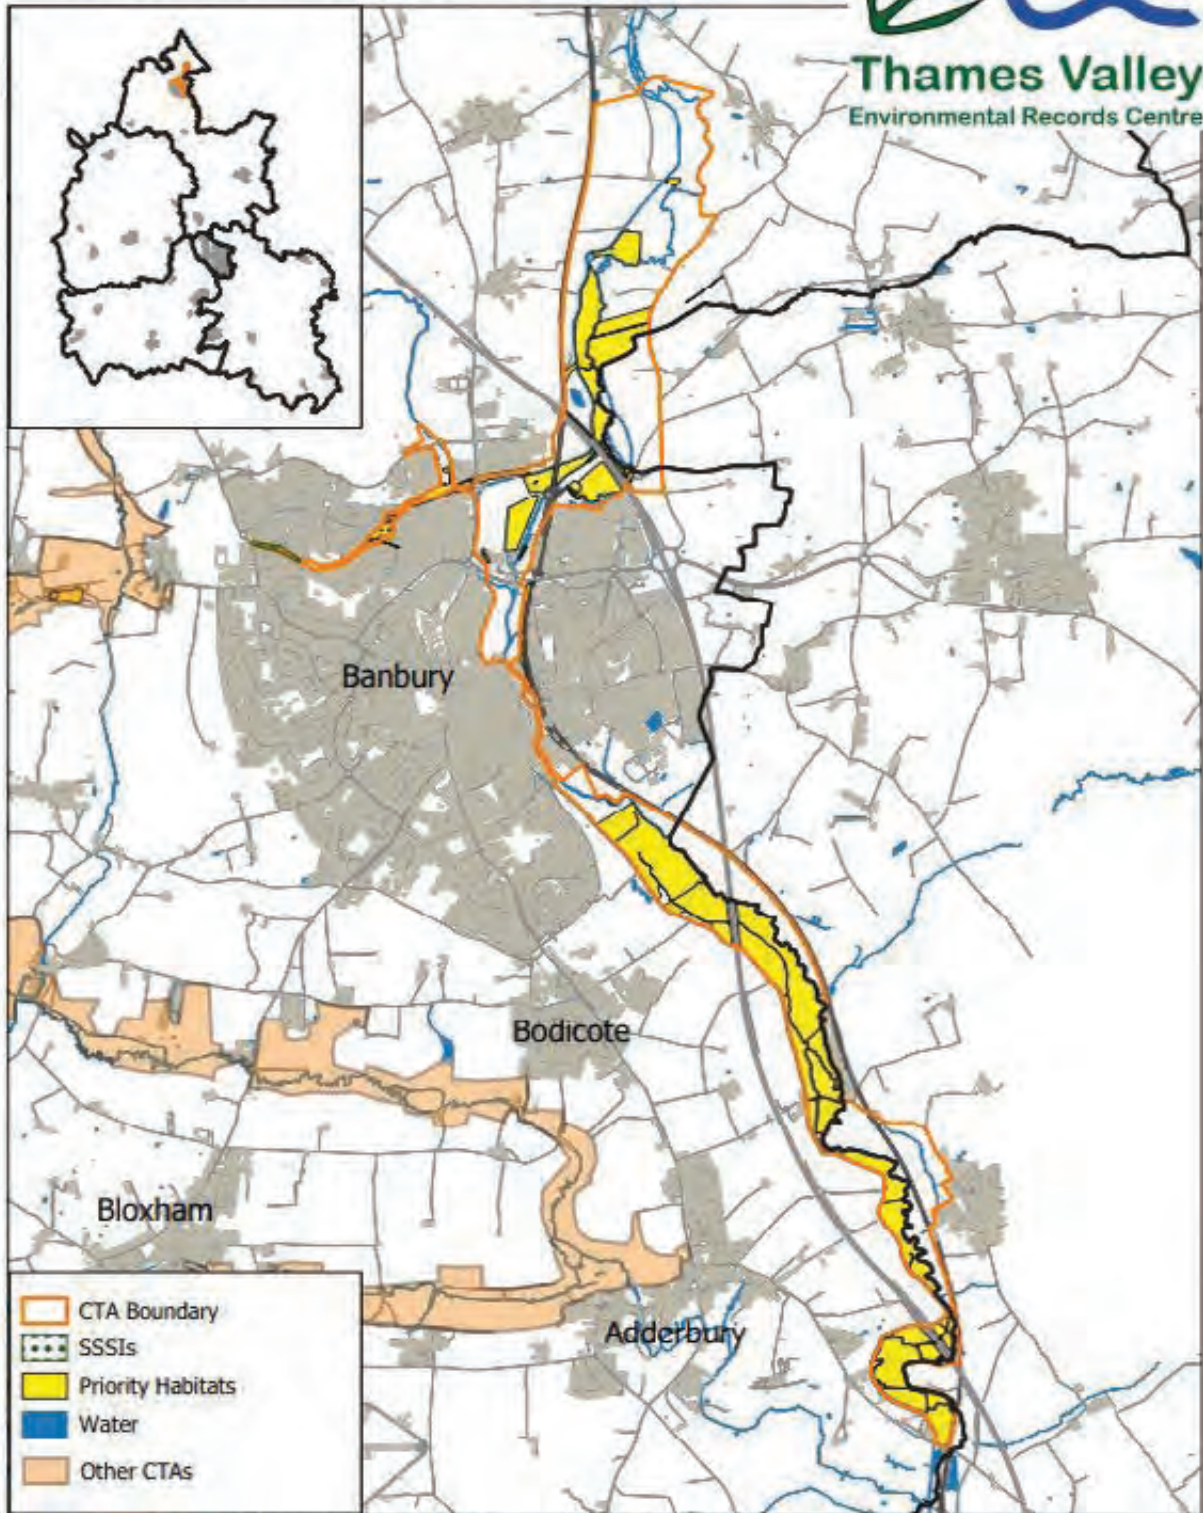 Thames Valley
Environmental Records Centre
Banbury
Bodicote
Bloxham
Adderbury
CTA Boundary
SSSIs
Priority Habitats
Water
Other CTAs